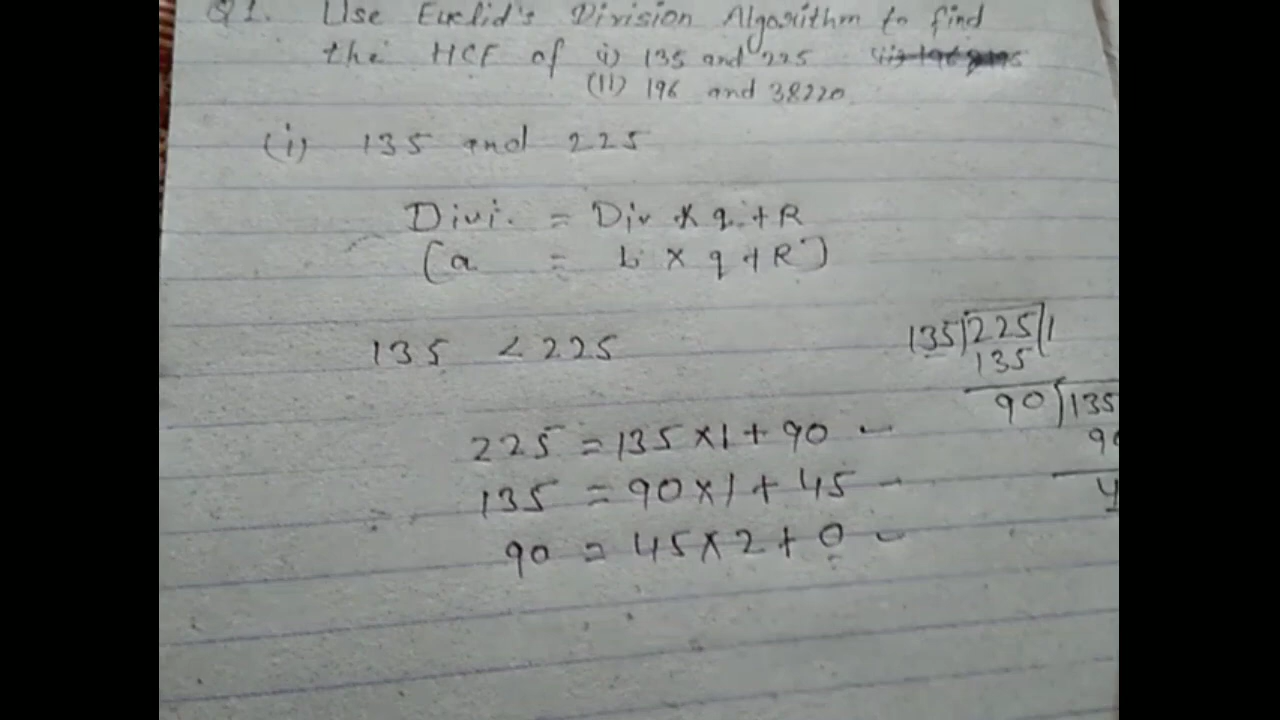 Q1. Use Euclid's Division Algorithm to find
the HCF of (i) 135 and 225
(II) 196 and 38220
(i) 135 and 225
Divi. = Div × q + R
(a = b × q + R)
135 < 225
135)225(1
135
90)135
90
225 = 135×1 + 90 -
135 = 90×1 + 45 -
90 = 45×2 + 0 -